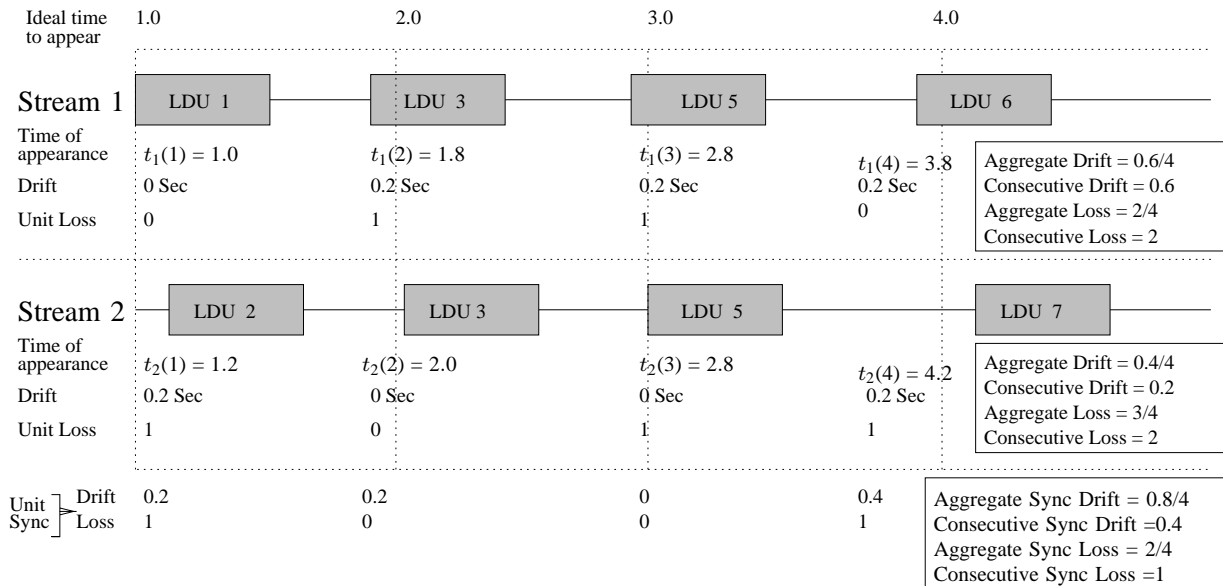 Ideal time to appear 1.0 2.0 3.0 4.0
Stream 1 LDU 1 LDU 3 LDU 5 LDU 6
Time of appearance t₁(1) = 1.0 t₁(2) = 1.8 t₁(3) = 2.8 t₁(4) = 3.8
Drift 0 Sec 0.2 Sec 0.2 Sec 0.2 Sec
Unit Loss 0 1 1 0
Aggregate Drift = 0.6/4
Consecutive Drift = 0.6
Aggregate Loss = 2/4
Consecutive Loss = 2
Stream 2 LDU 2 LDU 3 LDU 5 LDU 7
Time of appearance t₂(1) = 1.2 t₂(2) = 2.0 t₂(3) = 2.8 t₂(4) = 4.2
Drift 0.2 Sec 0 Sec 0 Sec 0.2 Sec
Unit Loss 1 0 1 1
Aggregate Drift = 0.4/4
Consecutive Drift = 0.2
Aggregate Loss = 3/4
Consecutive Loss = 2
Unit Sync
Drift 0.2 0.2 0 0.4
Loss 1 0 0 1
Aggregate Sync Drift = 0.8/4
Consecutive Sync Drift =0.4
Aggregate Sync Loss = 2/4
Consecutive Sync Loss =1